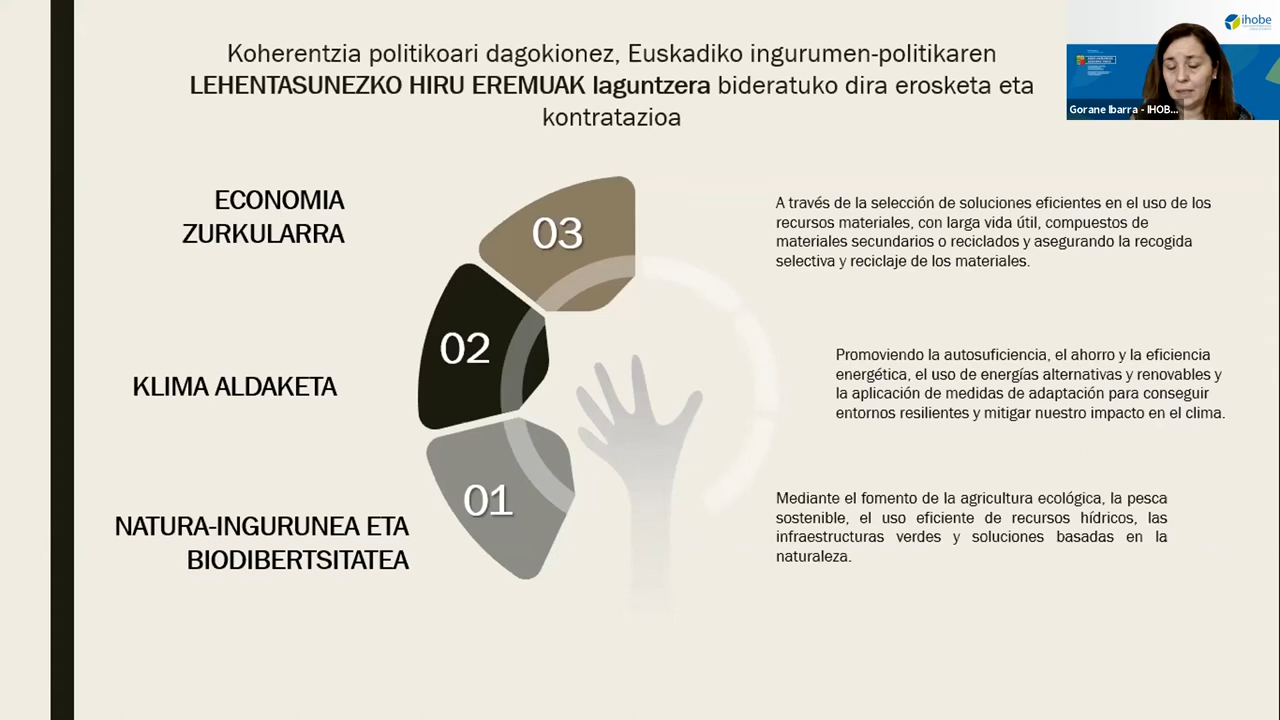 Koherentzia politikoari dagokionez, Euskadiko ingurumen-politikaren
LEHENTASUNEZKO HIRU EREMUAK laguntzera bideratuko dira erosketa eta
kontratazioa
ihobe
Gorane Ibarra - IHOB...
ECONOMIA
ZURKULARRA
03
A través de la selección de soluciones eficientes en el uso de los
recursos materiales, con larga vida útil, compuestos de
materiales secundarios o reciclados y asegurando la recogida
selectiva y reciclaje de los materiales.
KLIMA ALDAKETA
02
Promoviendo la autosuficiencia, el ahorro y la eficiencia
energética, el uso de energías alternativas y renovables y
la aplicación de medidas de adaptación para conseguir
entornos resilientes y mitigar nuestro impacto en el clima.
NATURA-INGURUNEA ETA
BIODIBERTSITATEA
01
Mediante el fomento de la agricultura ecológica, la pesca
sostenible, el uso eficiente de recursos hídricos, las
infraestructuras verdes y soluciones basadas en la
naturaleza.